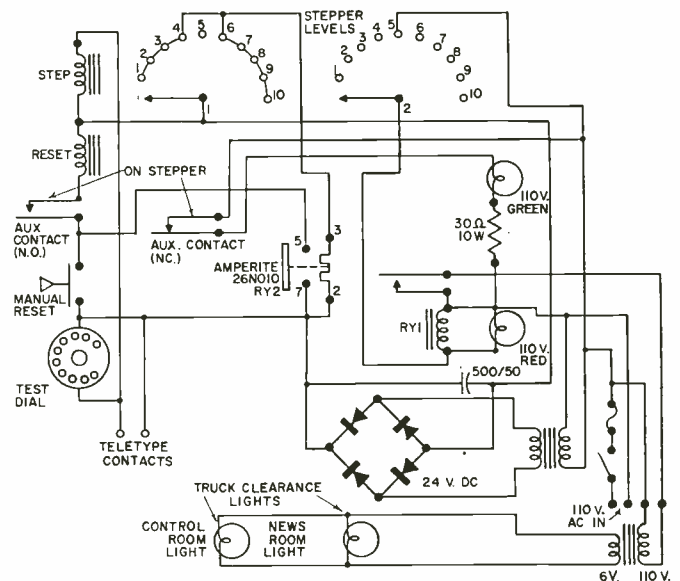 STEPPER
LEVELS
4
5
6
3
7
2
8
1
9
10
1
4
5
6
3
7
2
8
1
9
10
2
STEP
RESET
ON STEPPER
AUX
CONTACT
(N.O.)
AUX. CONTACT
(NC.)
5
3
AMPERITE
26NO10
RY2
7
2
110V.
GREEN
30Ω
10W
MANUAL
RESET
RY1
110V.
RED
TEST
DIAL
500/50
TELETYPE
CONTACTS
24 V. DC
TRUCK CLEARANCE
LIGHTS
110V.
AC IN
CONTROL
ROOM
LIGHT
NEWS
ROOM
LIGHT
6V.
110 V.